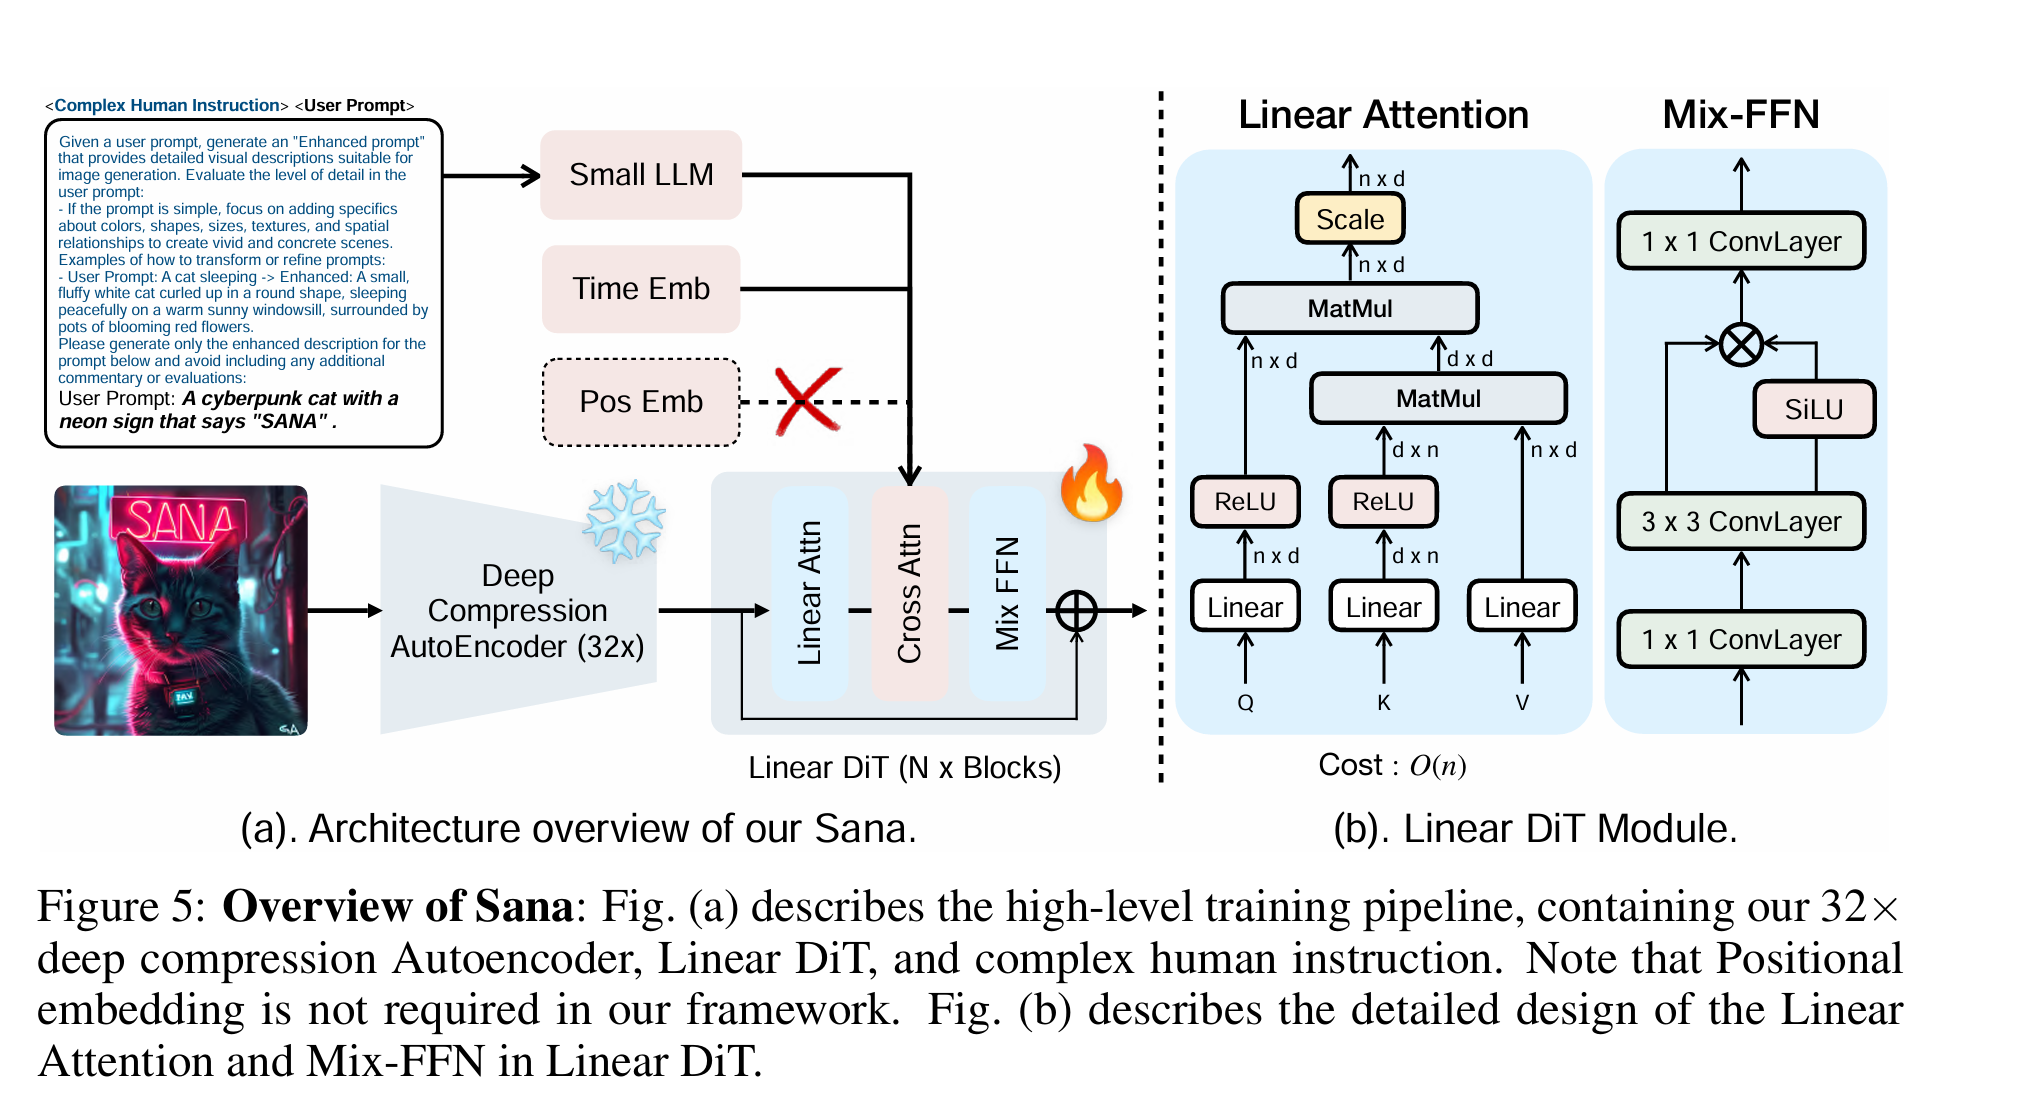 <Complex Human Instruction> <User Prompt>
Given a user prompt, generate an "Enhanced prompt"
that provides detailed visual descriptions suitable for
image generation. Evaluate the level of detail in the
user prompt:
- If the prompt is simple, focus on adding specifics
about colors, shapes, sizes, textures, and spatial
relationships to create vivid and concrete scenes.
Examples of how to transform or refine prompts:
- User Prompt: A cat sleeping -> Enhanced: A small,
fluffy white cat curled up in a round shape, sleeping
peacefully on a warm sunny windowsill, surrounded by
pots of blooming red flowers.
Please generate only the enhanced description for the
prompt below and avoid including any additional
commentary or evaluations:
User Prompt: A cyberpunk cat with a
neon sign that says "SANA" .
Small LLM
Time Emb
Pos Emb
SANA
Deep
Compression
AutoEncoder (32x)
Linear Attn
Cross Attn
Mix FFN
Linear DiT (N x Blocks)
(a). Architecture overview of our Sana.
Linear Attention
n x d
Scale
n x d
MatMul
n x d
d x d
MatMul
d x n
n x d
ReLU
ReLU
n x d
d x n
Linear
Linear
Linear
Q
K
V
Cost : O(n)
Mix-FFN
1 x 1 ConvLayer
SiLU
3 x 3 ConvLayer
1 x 1 ConvLayer
(b). Linear DiT Module.
Figure 5: Overview of Sana: Fig. (a) describes the high-level training pipeline, containing our 32×
deep compression Autoencoder, Linear DiT, and complex human instruction. Note that Positional
embedding is not required in our framework. Fig. (b) describes the detailed design of the Linear
Attention and Mix-FFN in Linear DiT.